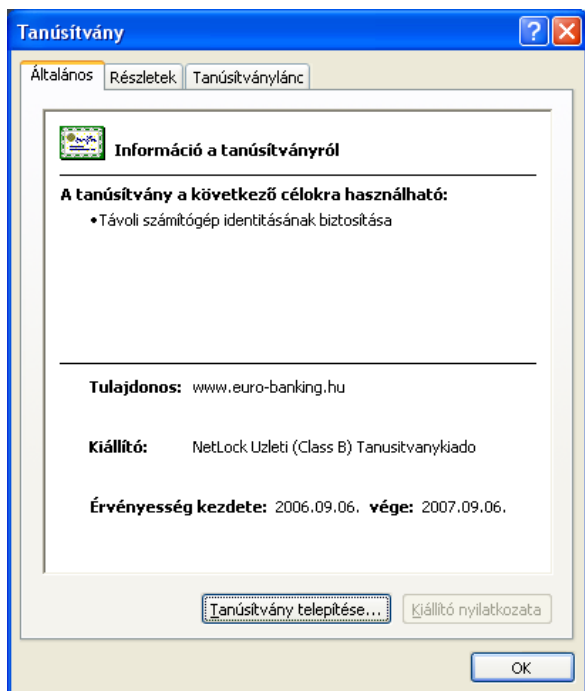 Tanúsítvány
Általános Részletek Tanúsítványlánc
Információ a tanúsítványról
A tanúsítvány a következő célokra használható:
•Távoli számítógép identitásának biztosítása
Tulajdonos: www.euro-banking.hu
Kiállító: NetLock Uzleti (Class B) Tanusitvanykiado
Érvényesség kezdete: 2006.09.06. vége: 2007.09.06.
Tanúsítvány telepítése... Kiállító nyilatkozata
OK